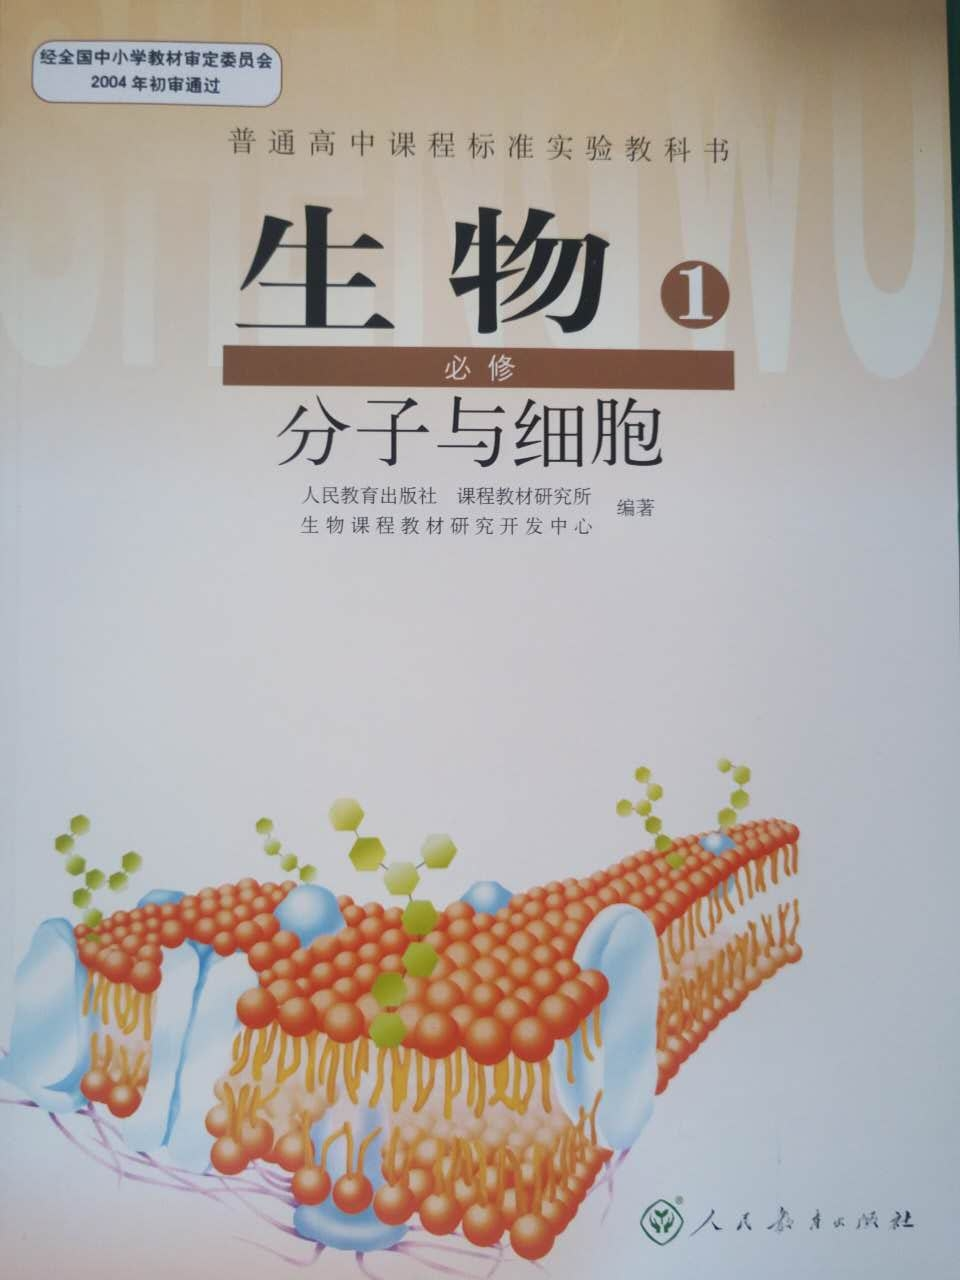 经全国中小学教材审定委员会
2004年初审通过
SHENGWU
普通高中课程标准实验教科书
生物 1
必修
分子与细胞
人民教育出版社 课程教材研究所
生物课程教材研究开发中心
编著
®
人民教育出版社